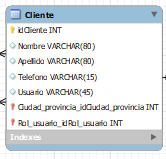 Cliente
idCliente INT
Nombre VARCHAR(80)
Apellido VARCHAR(80)
Telefono VARCHAR(15)
Usuario VARCHAR(45)
Ciudad_provincia_idCiudad_provincia INT
Rol_usuario_idRol_usuario INT
Indexes